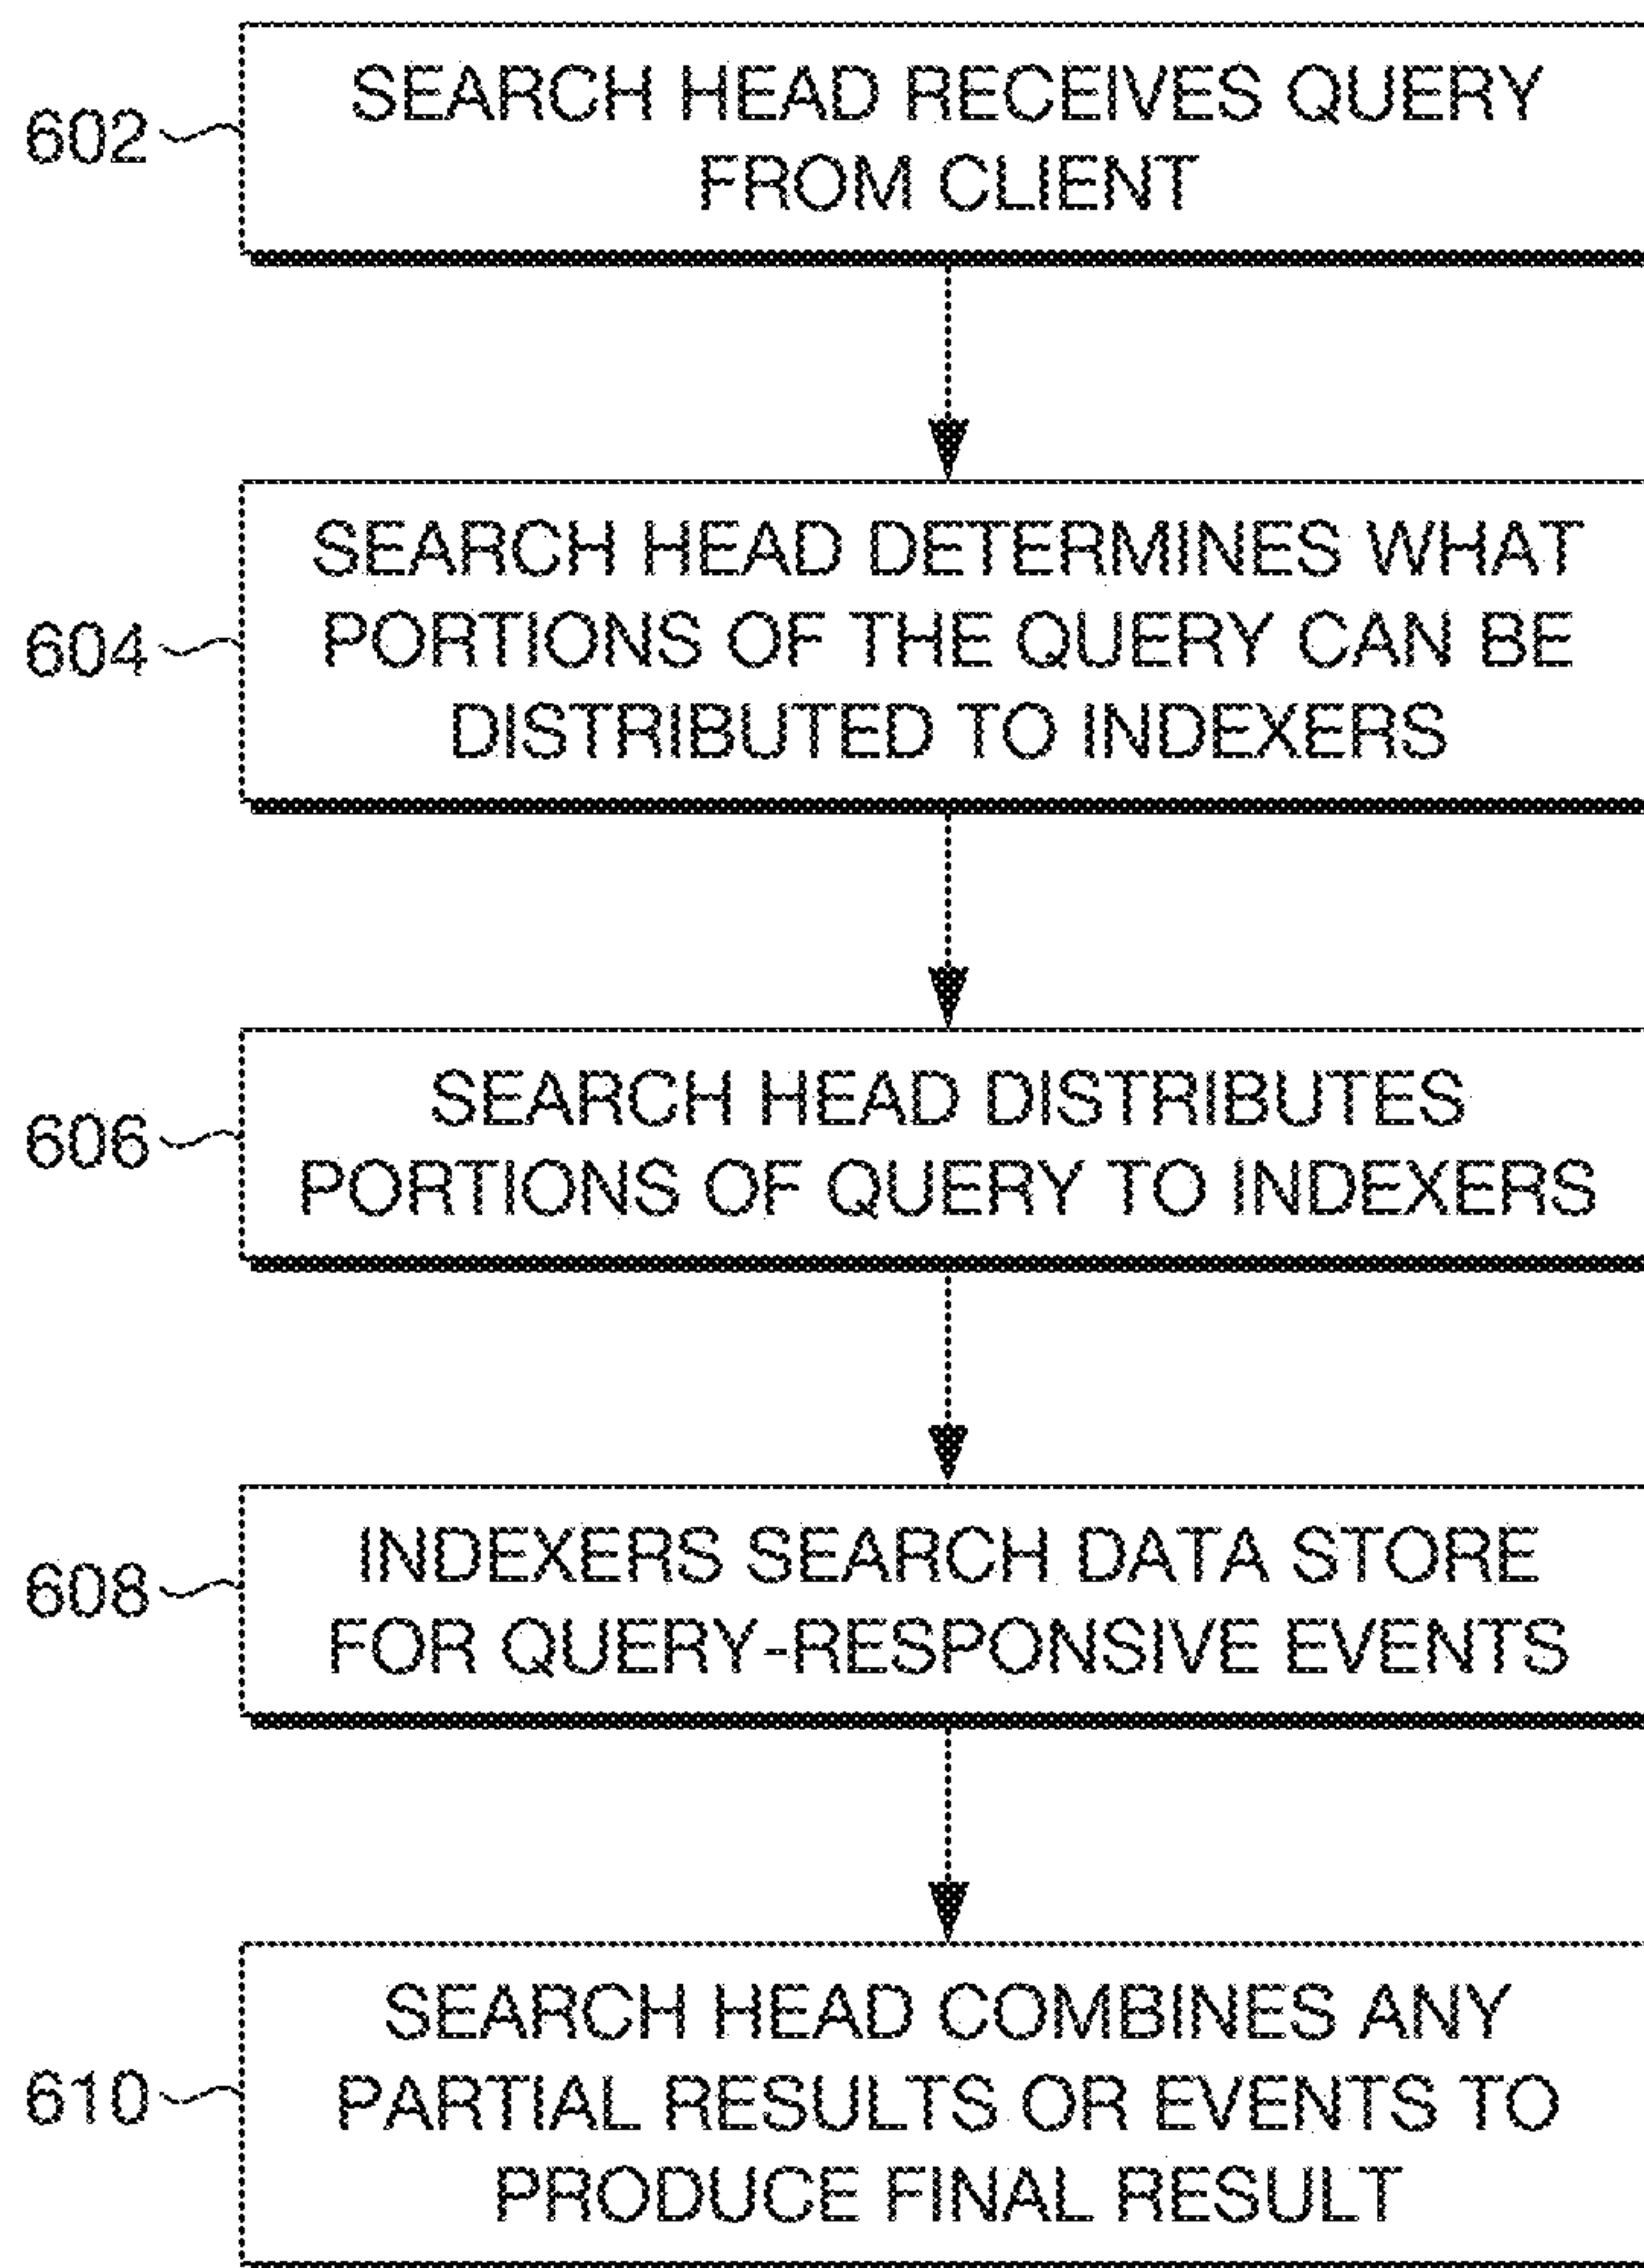 602
SEARCH HEAD RECEIVES QUERY
FROM CLIENT
604
SEARCH HEAD DETERMINES WHAT
PORTIONS OF THE QUERY CAN BE
DISTRIBUTED TO INDEXERS
606
SEARCH HEAD DISTRIBUTES
PORTIONS OF QUERY TO INDEXERS
608
INDEXERS SEARCH DATA STORE
FOR QUERY-RESPONSIVE EVENTS
610
SEARCH HEAD COMBINES ANY
PARTIAL RESULTS OR EVENTS TO
PRODUCE FINAL RESULT